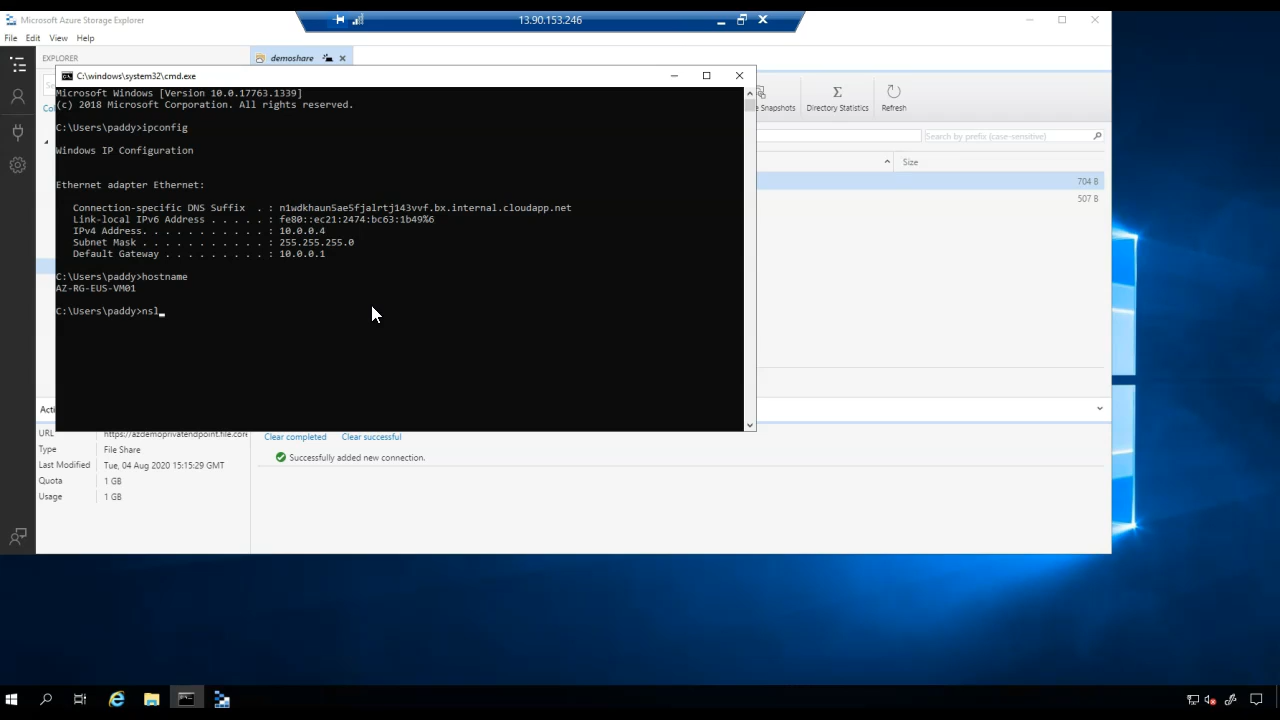 Microsoft Azure Storage Explorer
13.90.153.246
File Edit View Help
EXPLORER
demoshare
C:\windows\system32\cmd.exe
Microsoft Windows [Version 10.0.17763.1339]
(c) 2018 Microsoft Corporation. All rights reserved.
C:\Users\paddy>ipconfig
Windows IP Configuration
Ethernet adapter Ethernet:
Connection-specific DNS Suffix . : n1wdkhaun5ae5fjalrtj143vvf.bx.internal.cloudapp.net
Link-local IPv6 Address . . . . . : fe80::ec21:2474:bc63:1b49%6
IPv4 Address. . . . . . . . . . . : 10.0.0.4
Subnet Mask . . . . . . . . . . . : 255.255.255.0
Default Gateway . . . . . . . . . : 10.0.0.1
C:\Users\paddy>hostname
AZ-RG-EUS-VM01
C:\Users\paddy>nsl_
Snapshots
Directory Statistics
Refresh
Search by prefix (case-sensitive)
Size
704 B
507 B
URL https://azdemoprivatendpoint.file.core
Type File Share
Last Modified Tue, 04 Aug 2020 15:15:29 GMT
Quota 1 GB
Usage 1 GB
Clear completed Clear successful
Successfully added new connection.